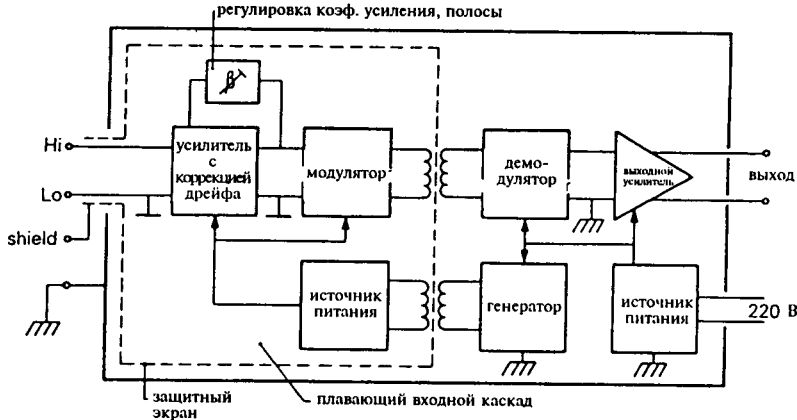 регулировка коэф. усиления, полосы
β
Hi
Lo
shield
усилитель
с
коррекцией
дрейфа
модулятор
демо-
дулятор
выходной
усилитель
выход
источник
питания
генератор
источник
питания
220 В
защитный
экран
плавающий входной каскад